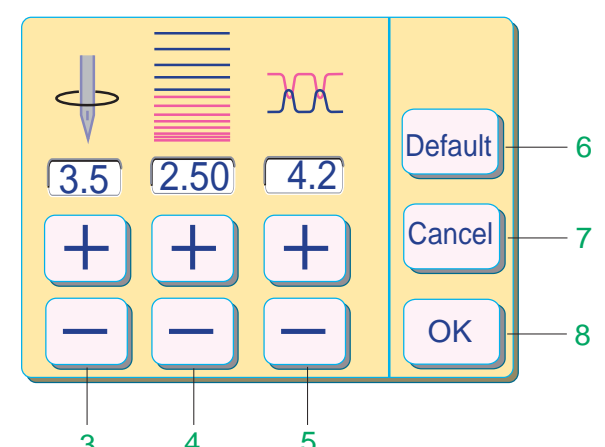 3.5 2.50 4.2
+ + +
− − −
Default 6
Cancel 7
OK 8
3 4 5